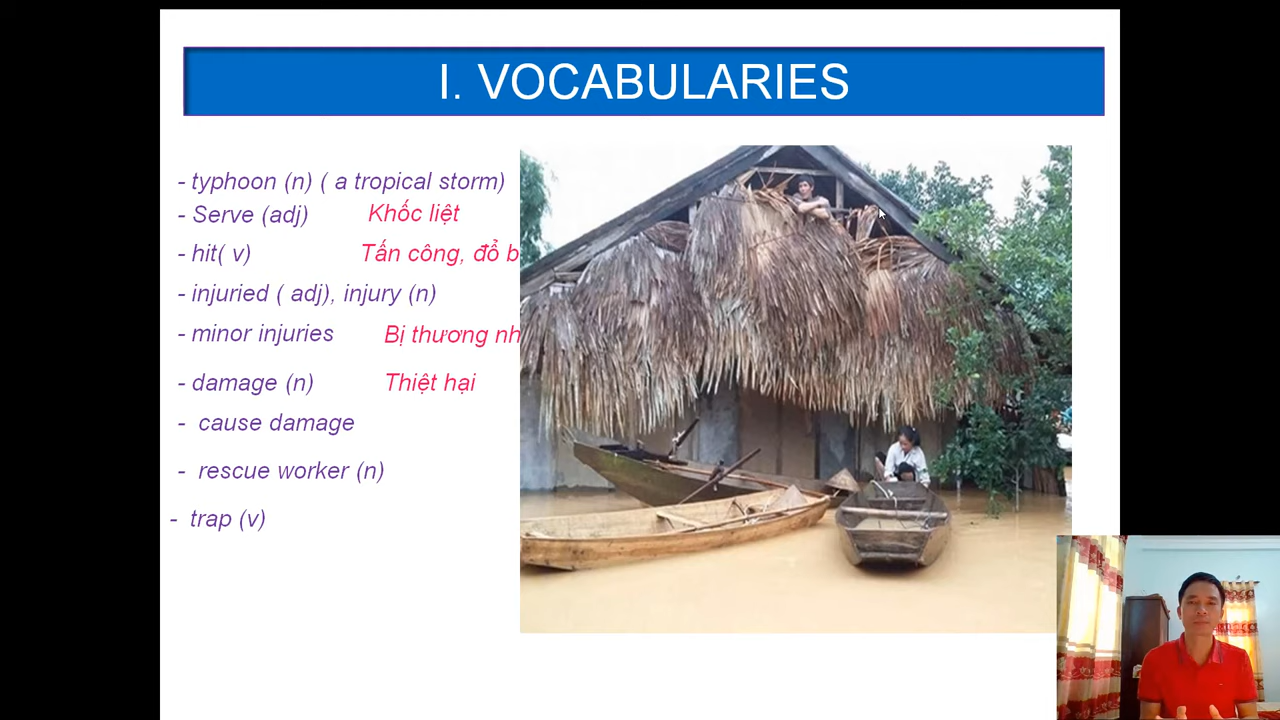 I. VOCABULARIES
- typhoon (n) ( a tropical storm)
- Serve (adj) Khốc liệt
- hit( v) Tấn công, đổ b
- injuried ( adj), injury (n)
- minor injuries Bị thương nh
- damage (n) Thiệt hại
- cause damage
- rescue worker (n)
- trap (v)